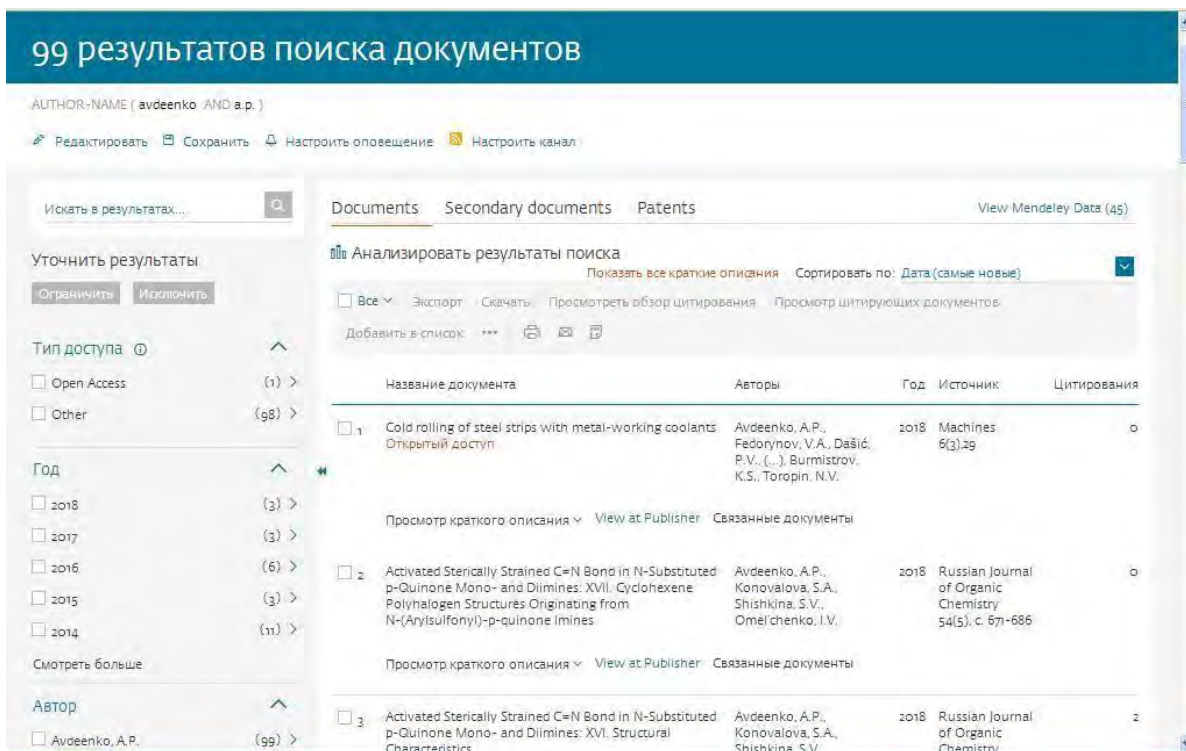 99 результатов поиска документов
AUTHOR-NAME ( avdeenko AND a.p. )
Редактировать Сохранить Настроить оповещение Настроить канал
Искать в результатах...
Уточнить результаты
Ограничить Исключить
Тип доступа
Open Access (1)
Other (98)
Год
2018 (3)
2017 (3)
2016 (6)
2015 (3)
2014 (11)
Смотреть больше
Автор
Avdeenko, A.P. (99)
Documents Secondary documents Patents View Mendeley Data (45)
Анализировать результаты поиска
Показать все краткие описания Сортировать по: Дата (самые новые)
Все Экспорт Скачать Просмотреть обзор цитирования Просмотр цитирующих документов
Добавить в список ...
Название документа Авторы Год Источник Цитирования
1 Cold rolling of steel strips with metal-working coolants Avdeenko, A.P., 2018 Machines 0
Открытый доступ Fedorynov, V.A., Dašić, 6(3),29
P.V., (...), Burmistrov,
K.S., Toropin, N.V.
Просмотр краткого описания View at Publisher Связанные документы
2 Activated Sterically Strained C=N Bond in N-Substituted Avdeenko, A.P., 2018 Russian Journal 0
p-Quinone Mono- and Diimines: XVII. Cyclohexene Konovalova, S.A., of Organic
Polyhalogen Structures Originating from Shishkina, S.V., Chemistry
N-(Arylsulfonyl)-p-quinone Imines Omel'chenko, I.V. 54(5), с. 671-686
Просмотр краткого описания View at Publisher Связанные документы
3 Activated Sterically Strained C=N Bond in N-Substituted Avdeenko, A.P., 2018 Russian Journal 2
p-Quinone Mono- and Diimines: XVI. Structural Konovalova, S.A., of Organic
Characteristics Shishkina, S.V. Chemistry